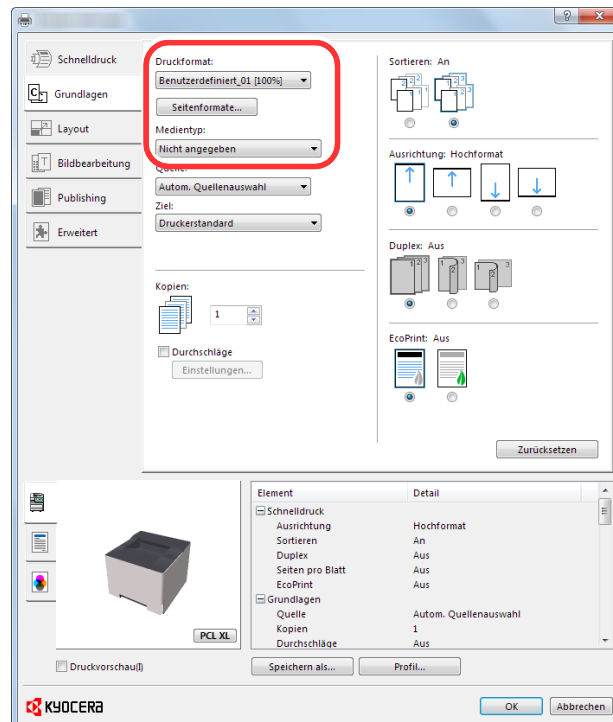 Schnelldruck
Grundlagen
Layout
Bildbearbeitung
Publishing
Erweitert
Druckformat:
Benutzerdefiniert_01 [100%]
Seitenformate...
Medientyp:
Nicht angegeben
Quelle:
Autom. Quellenauswahl
Ziel:
Druckerstandard
Kopien:
1
Durchschläge
Einstellungen...
Sortieren: An
Ausrichtung: Hochformat
Duplex: Aus
EcoPrint: Aus
Zurücksetzen
PCL XL
Element Detail
Schnelldruck
Ausrichtung Hochformat
Sortieren An
Duplex Aus
Seiten pro Blatt Aus
EcoPrint Aus
Grundlagen
Quelle Autom. Quellenauswahl
Kopien 1
Durchschläge Aus
Druckvorschau(I)
Speichern als... Profil...
KYOCERA
OK Abbrechen